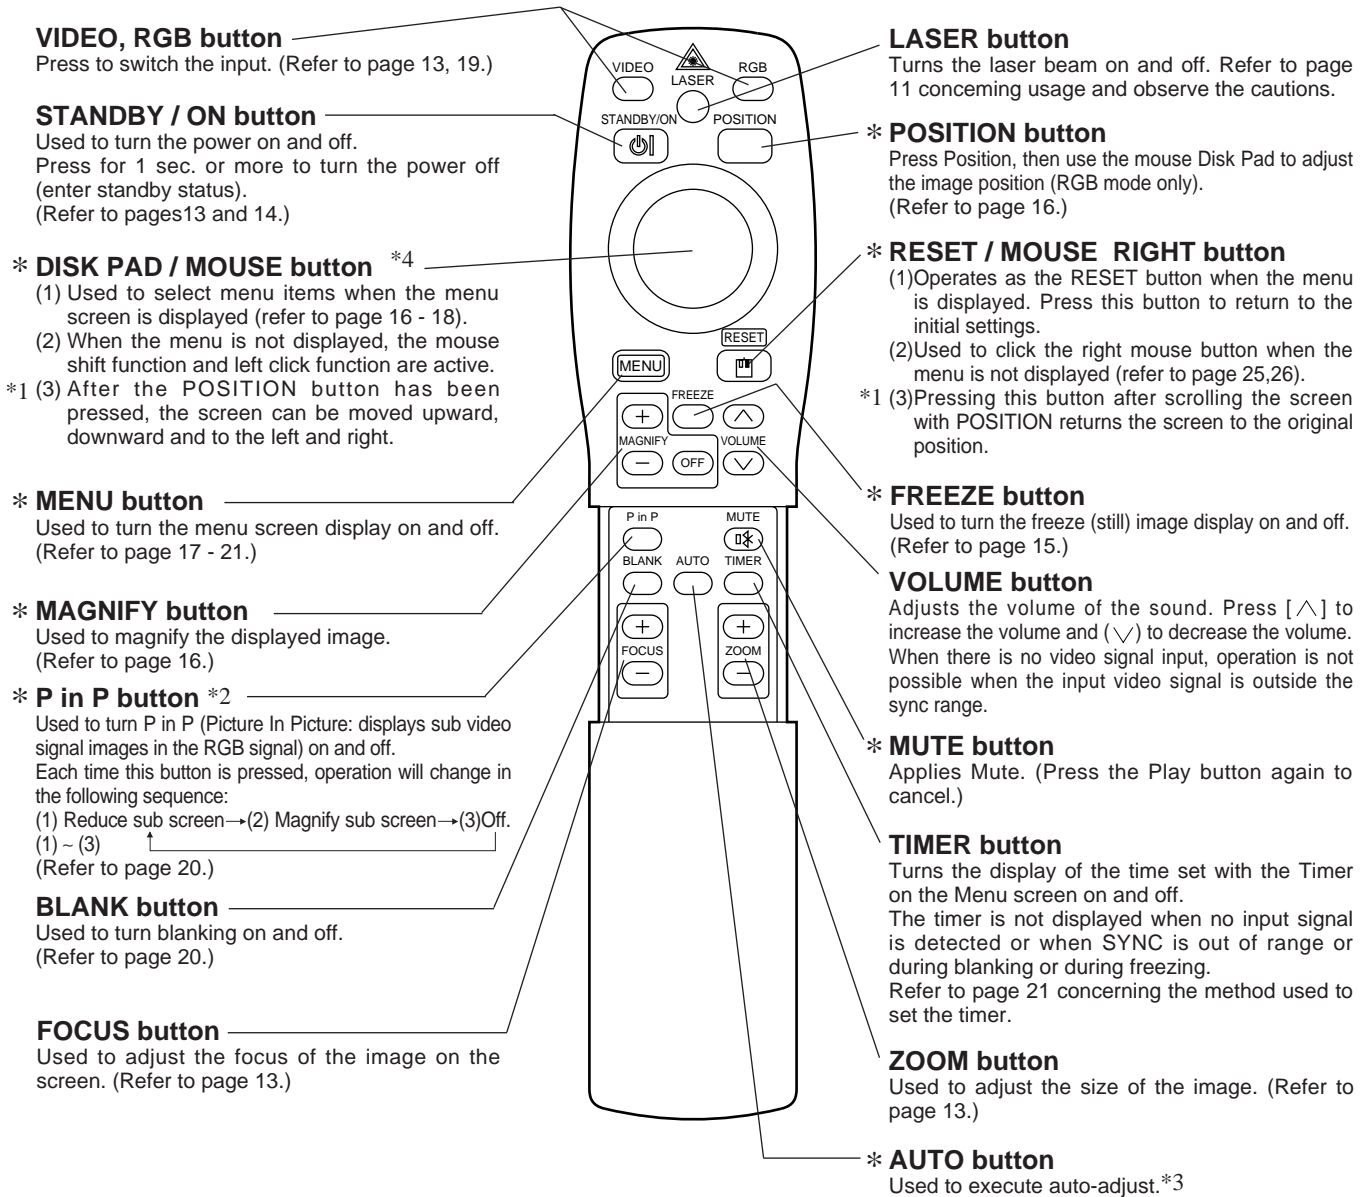 VIDEO, RGB button
Press to switch the input. (Refer to page 13, 19.)
STANDBY / ON button
Used to turn the power on and off.
Press for 1 sec. or more to turn the power off
(enter standby status).
(Refer to pages13 and 14.)
* DISK PAD / MOUSE button *4
(1) Used to select menu items when the menu
screen is displayed (refer to page 16 - 18).
(2) When the menu is not displayed, the mouse
shift function and left click function are active.
*1 (3) After the POSITION button has been
pressed, the screen can be moved upward,
downward and to the left and right.
* MENU button
Used to turn the menu screen display on and off.
(Refer to page 17 - 21.)
* MAGNIFY button
Used to magnify the displayed image.
(Refer to page 16.)
* P in P button *2
Used to turn P in P (Picture In Picture: displays sub video
signal images in the RGB signal) on and off.
Each time this button is pressed, operation will change in
the following sequence:
(1) Reduce sub screen→(2) Magnify sub screen→(3)Off.
(1) ~ (3)
(Refer to page 20.)
BLANK button
Used to turn blanking on and off.
(Refer to page 20.)
FOCUS button
Used to adjust the focus of the image on the
screen. (Refer to page 13.)
VIDEO
LASER
RGB
STANDBY/ON
POSITION
RESET
MENU
FREEZE
MAGNIFY
VOLUME
OFF
P in P
MUTE
BLANK
AUTO
TIMER
FOCUS
ZOOM
LASER button
Turns the laser beam on and off. Refer to page
11 concerning usage and observe the cautions.
* POSITION button
Press Position, then use the mouse Disk Pad to adjust
the image position (RGB mode only).
(Refer to page 16.)
* RESET / MOUSE RIGHT button
(1)Operates as the RESET button when the menu
is displayed. Press this button to return to the
initial settings.
(2)Used to click the right mouse button when the
menu is not displayed (refer to page 25,26).
*1 (3)Pressing this button after scrolling the screen
with POSITION returns the screen to the original
position.
* FREEZE button
Used to turn the freeze (still) image display on and off.
(Refer to page 15.)
VOLUME button
Adjusts the volume of the sound. Press [ ∧ ] to
increase the volume and ( ∨ ) to decrease the volume.
When there is no video signal input, operation is not
possible when the input video signal is outside the
sync range.
* MUTE button
Applies Mute. (Press the Play button again to
cancel.)
TIMER button
Turns the display of the time set with the Timer
on the Menu screen on and off.
The timer is not displayed when no input signal
is detected or when SYNC is out of range or
during blanking or during freezing.
Refer to page 21 concerning the method used to
set the timer.
ZOOM button
Used to adjust the size of the image. (Refer to
page 13.)
* AUTO button
Used to execute auto-adjust.*3